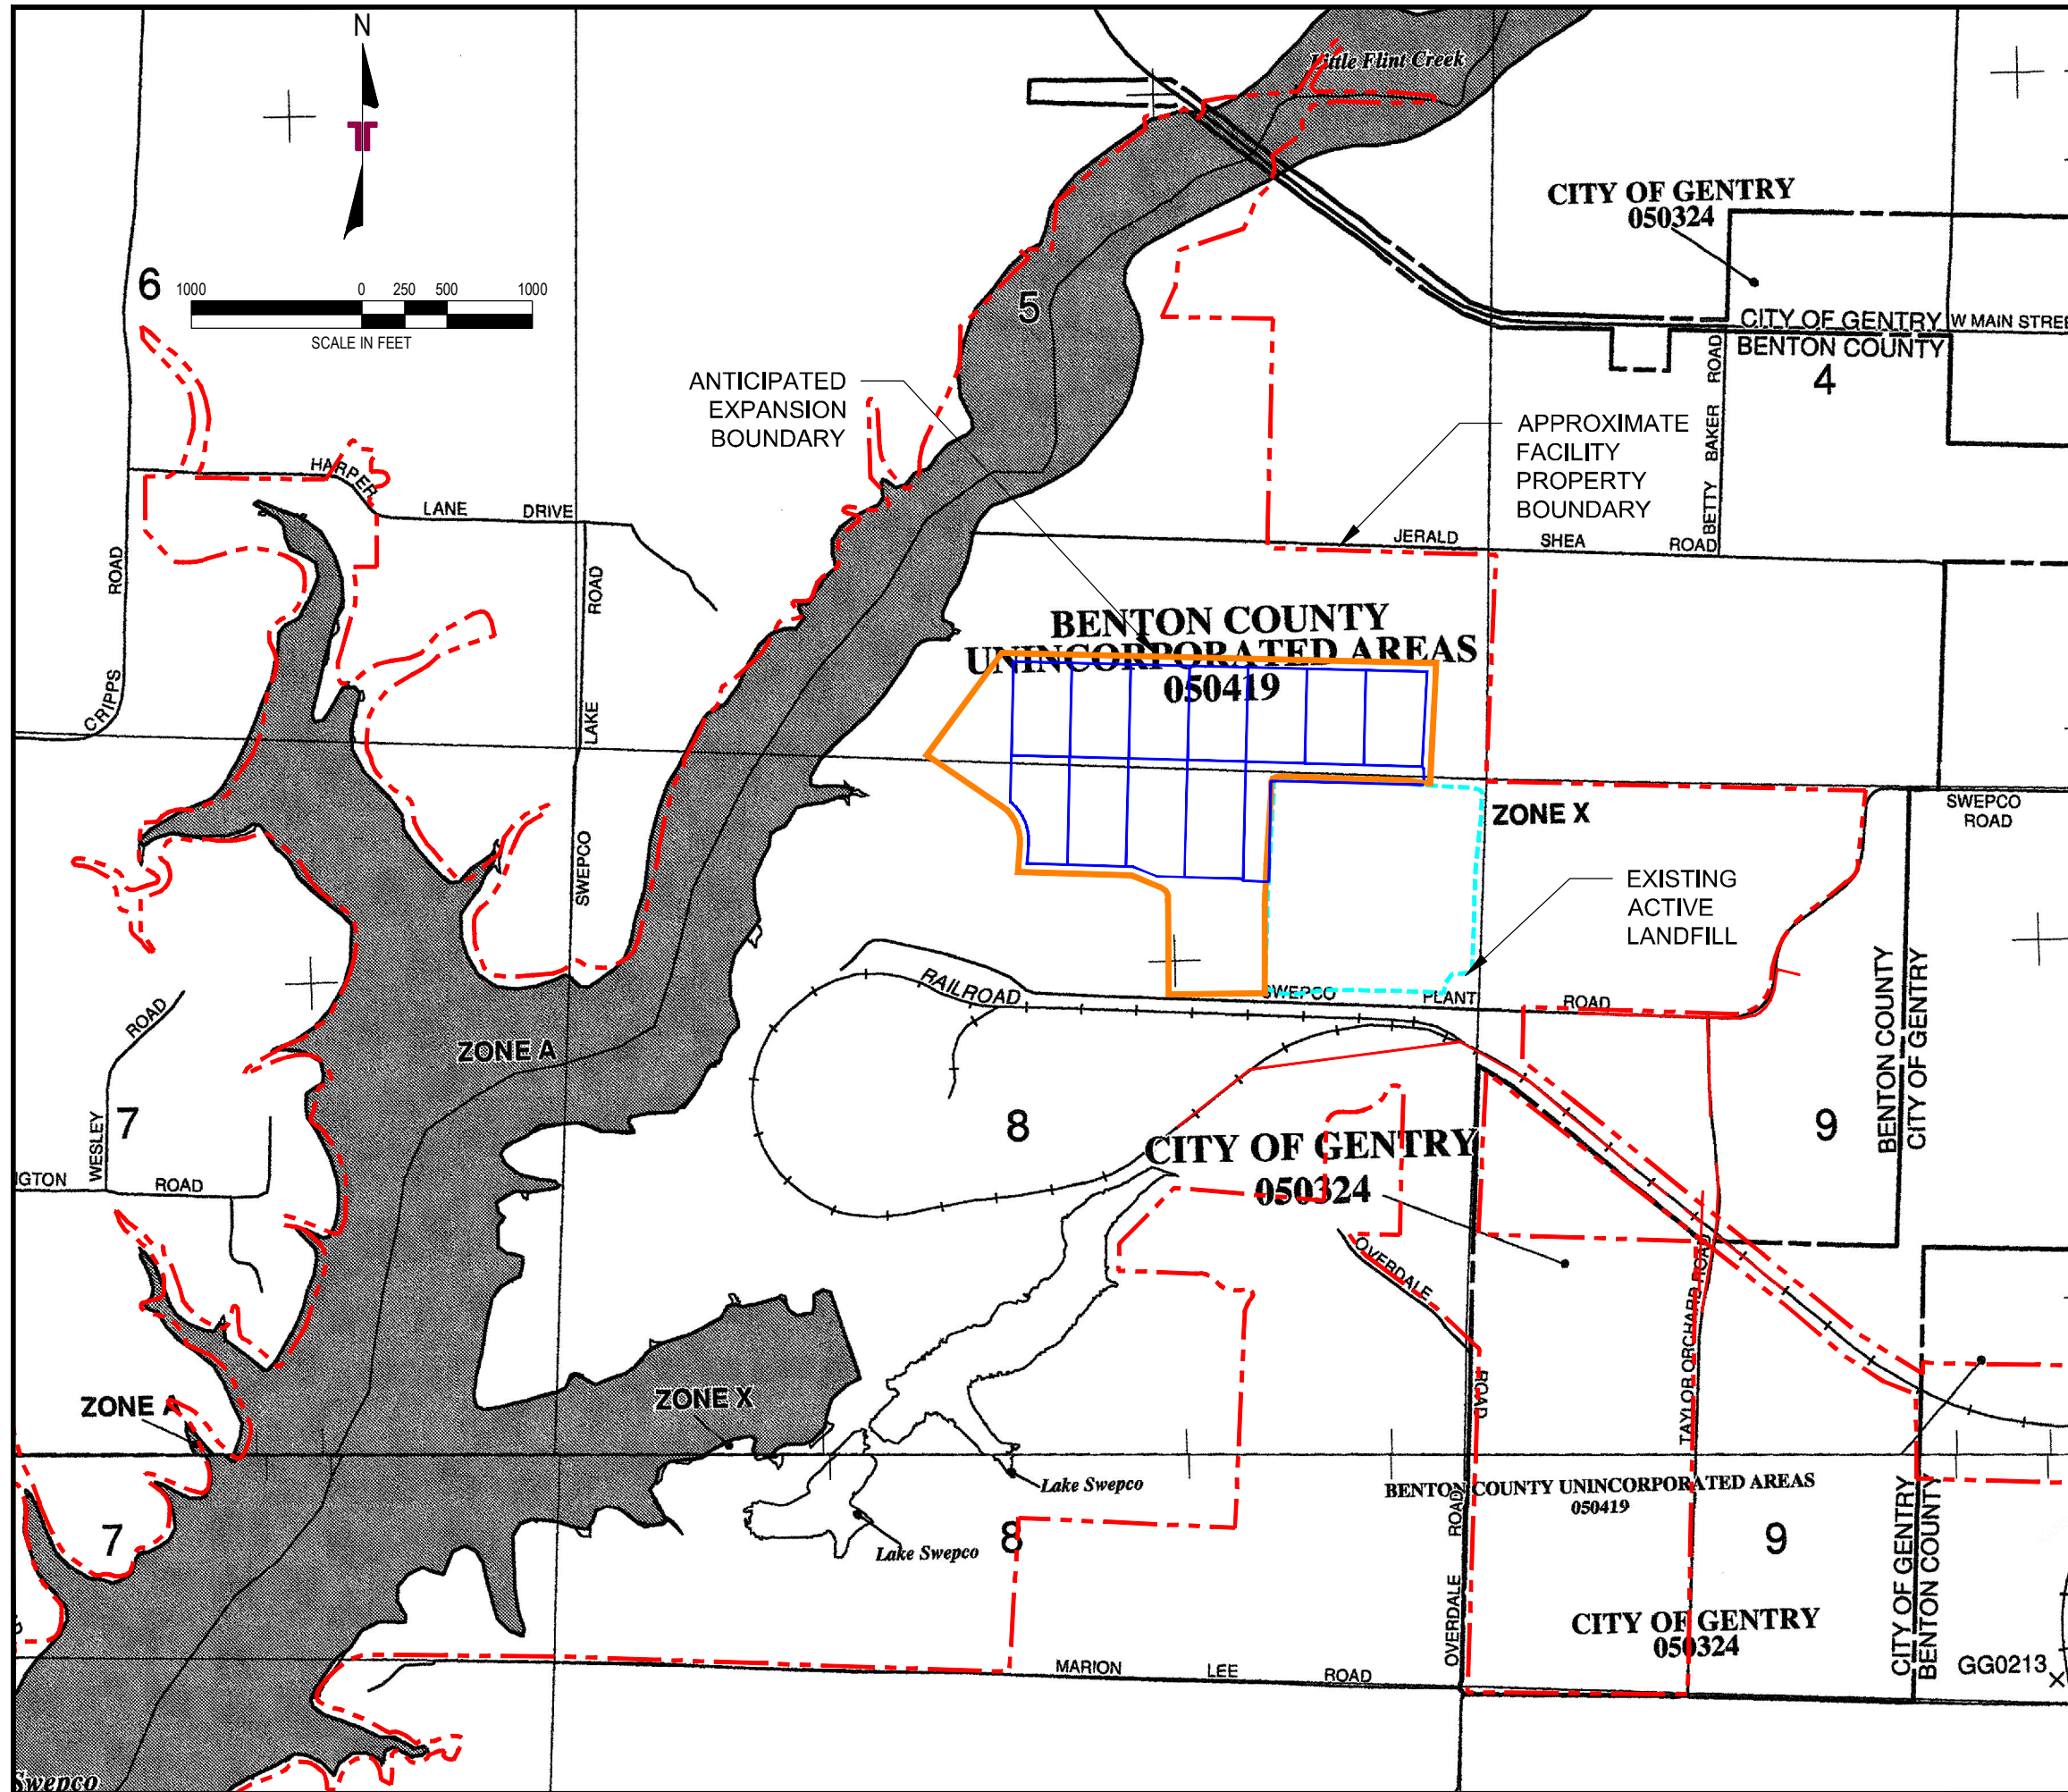 N
Little Flint Creek
CITY OF GENTRY
050324
6
1000 0 250 500 1000
SCALE IN FEET
5
CITY OF GENTRY
W MAIN STREE
BENTON COUNTY
4
ANTICIPATED
EXPANSION
BOUNDARY
APPROXIMATE
FACILITY
PROPERTY
BOUNDARY
BETTY BAKER ROAD
HARPER LANE DRIVE
JERALD SHEA ROAD
CRIPPS ROAD
SWEPCO LAKE ROAD
BENTON COUNTY
UNINCORPORATED AREAS
050419
ZONE X
SWEPCO
ROAD
EXISTING
ACTIVE
LANDFILL
RAILROAD
SWEPCO PLANT ROAD
BENTON COUNTY
CITY OF GENTRY
ROAD
WESLEY
ZONE A
7
8
9
CITY OF GENTRY
050324
IGTON ROAD
OVERDALE
ROAD
TAYLOR ORCHARD ROAD
ZONE A
ZONE X
Lake Swepco
Lake Swepco
BENTON COUNTY UNINCORPORATED AREAS
050419
7
8
9
OVERDALE ROAD
CITY OF GENTRY
050324
CITY OF GENTRY
BENTON COUNTY
GG0213
MARION LEE ROAD
Swepco